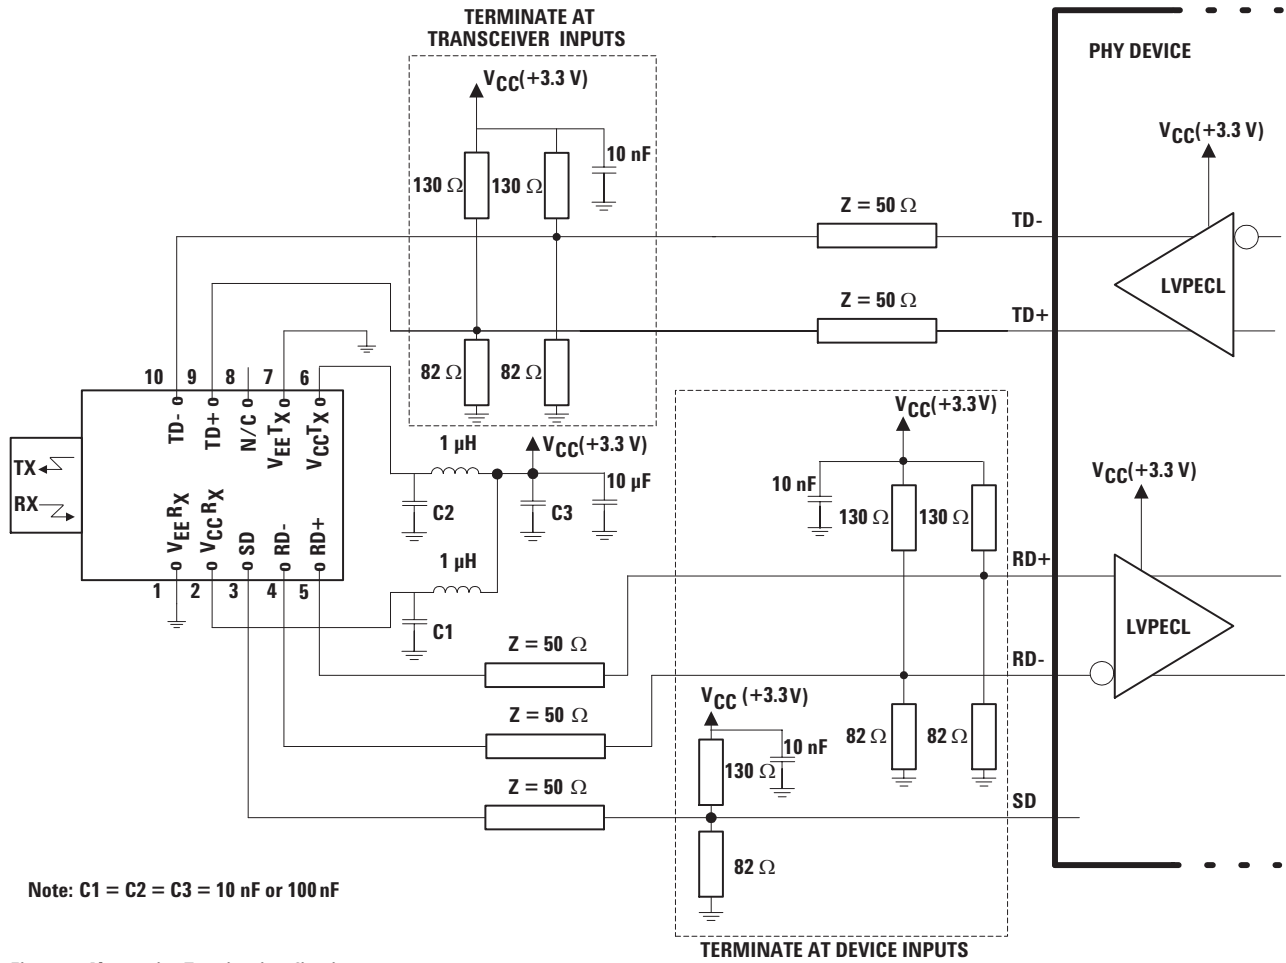 TERMINATE AT
TRANSCEIVER INPUTS
VCC(+3.3 V)
10 nF
130 Ω
130 Ω
82 Ω
82 Ω
PHY DEVICE
VCC(+3.3 V)
Z = 50 Ω
TD-
LVPECL
Z = 50 Ω
TD+
10
9
8
7
6
TD-
TD+
N/C
VEETX
VCCTX
TX
RX
VEERX
VCCRX
SD
RD-
RD+
1
2
3
4
5
1 µH
VCC(+3.3 V)
10 µF
C2
C3
1 µH
C1
VCC(+3.3 V)
10 nF
130 Ω
130 Ω
VCC(+3.3 V)
RD+
LVPECL
RD-
Z = 50 Ω
Z = 50 Ω
Z = 50 Ω
VCC (+3.3 V)
10 nF
130 Ω
82 Ω
82 Ω
82 Ω
SD
Note: C1 = C2 = C3 = 10 nF or 100 nF
TERMINATE AT DEVICE INPUTS